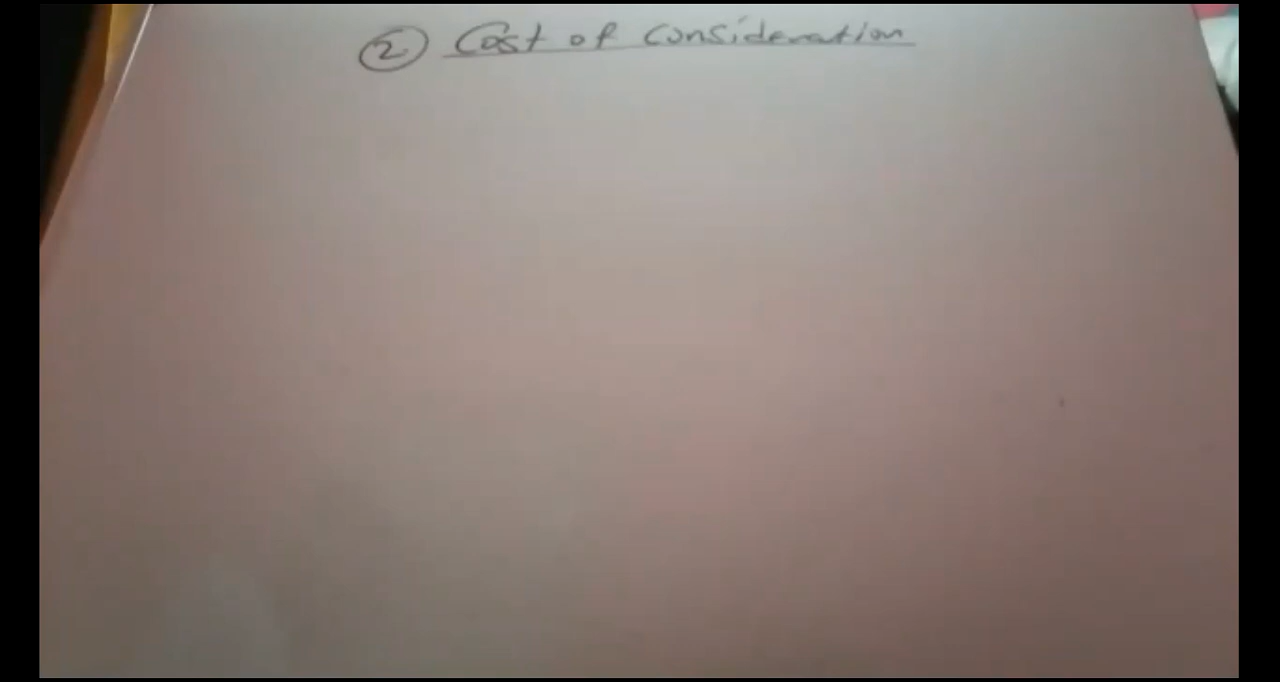 ② Cost of Consideration